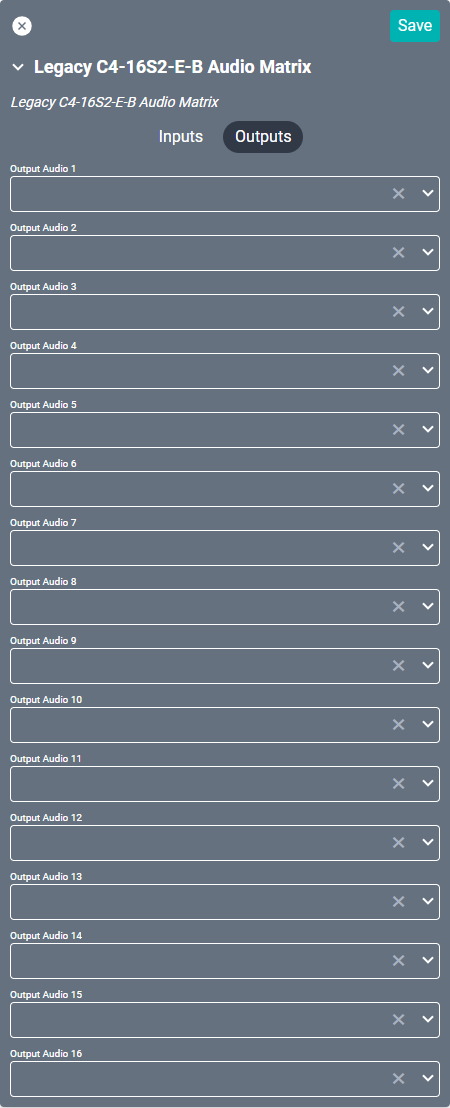 Save
Legacy C4-16S2-E-B Audio Matrix
Legacy C4-16S2-E-B Audio Matrix
Inputs Outputs
Output Audio 1
Output Audio 2
Output Audio 3
Output Audio 4
Output Audio 5
Output Audio 6
Output Audio 7
Output Audio 8
Output Audio 9
Output Audio 10
Output Audio 11
Output Audio 12
Output Audio 13
Output Audio 14
Output Audio 15
Output Audio 16